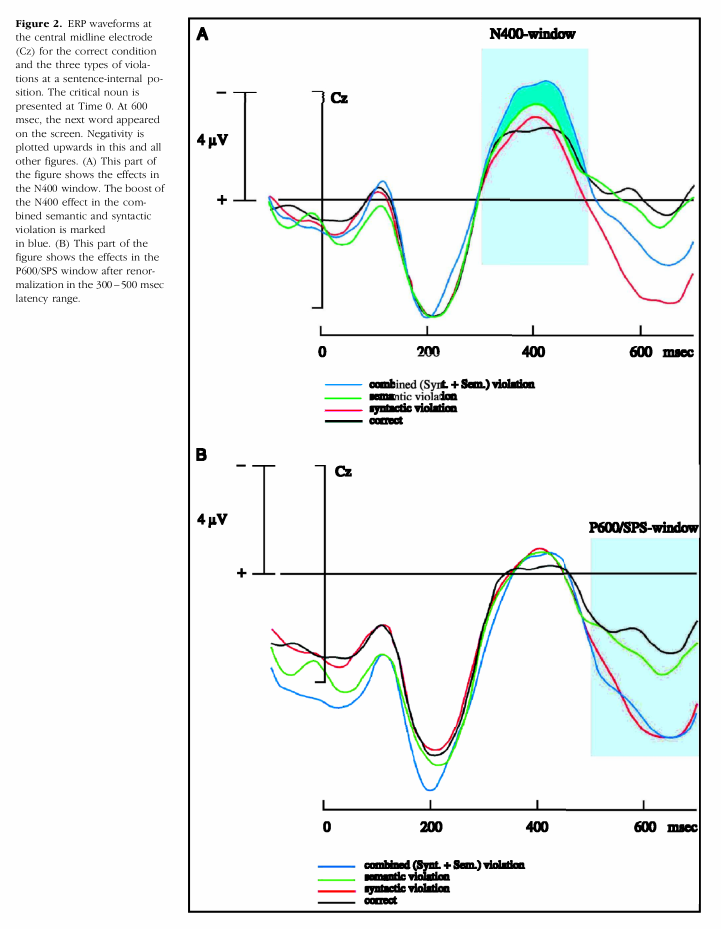 Figure 2. ERP waveforms at
the central midline electrode
(Cz) for the correct condition
and the three types of viola-
tions at a sentence-internal po-
sition. The critical noun is
presented at Time 0. At 600
msec, the next word appeared
on the screen. Negativity is
plotted upwards in this and all
other figures. (A) This part of
the figure shows the effects in
the N400 window. The boost of
the N400 effect in the com-
bined semantic and syntactic
violation is marked
in blue. (B) This part of the
figure shows the effects in the
P600/SPS window after renor-
malization in the 300–500 msec
latency range.
A
N400-window
−
Cz
4 µV
+
0 200 400 600 msec
combined (Synt. + Sem.) violation
semantic violation
syntactic violation
correct
B
−
Cz
4 µV
P600/SPS-window
+
0 200 400 600 msec
combined (Synt. + Sem.) violation
semantic violation
syntactic violation
correct